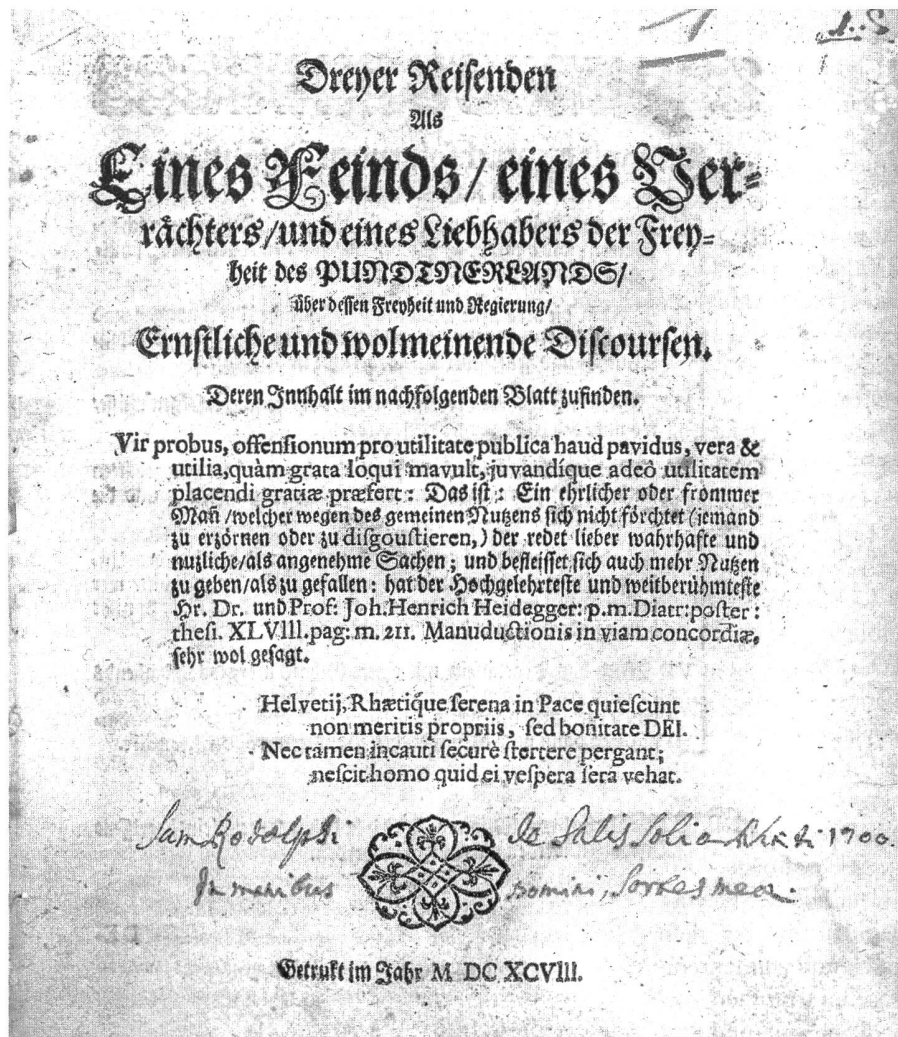 Dreyer Reisenden
Als
Eines Feinds/ eines Ver=
rächters/und eines Liebhabers der Frey=
heit des PUNDTNERLANDS/
über dessen Freyheit und Regierung/
Ernstliche und wolmeinende Discoursen.
Deren Innhalt im nachfolgenden Blatt zufinden.
Vir probus, offensionum pro utilitate publica haud pavidus, vera &
utilia, quàm grata loqui mavult, juvandique adeò utilitatem
placendi gratiæ præfert: Das ist: Ein ehrlicher oder frommer
Mañ/welcher wegen des gemeinen Nutzens sich nicht förchtet (jemand
zu erzörnen oder zu disgoustieren,) der redet lieber wahrhafte und
nutzliche/als angenehme Sachen; und befleisset sich auch mehr Nutzen
zu geben/als zu gefallen: hat der Hochgelehrteste und weitberühmteste
Hr. Dr. und Prof: Joh. Henrich Heidegger: p.m. Diatr: poster:
thesi. XLVIII. pag: m. 211. Manuductionis in viam concordiæ,
sehr wol gesagt.
Helvetij, Rhætiq́ue serena in Pace quiescunt
non meritis propriis, sed bonitate DEI.
Nec tamen incauti securè stertere pergant;
nescit homo quid ei vespera sera vehat.
Sum Rodolphi de Salis Solio 1700.
In manibus Domini, sortes meæ.
Getrukt im Jahr M DC XCVIII.